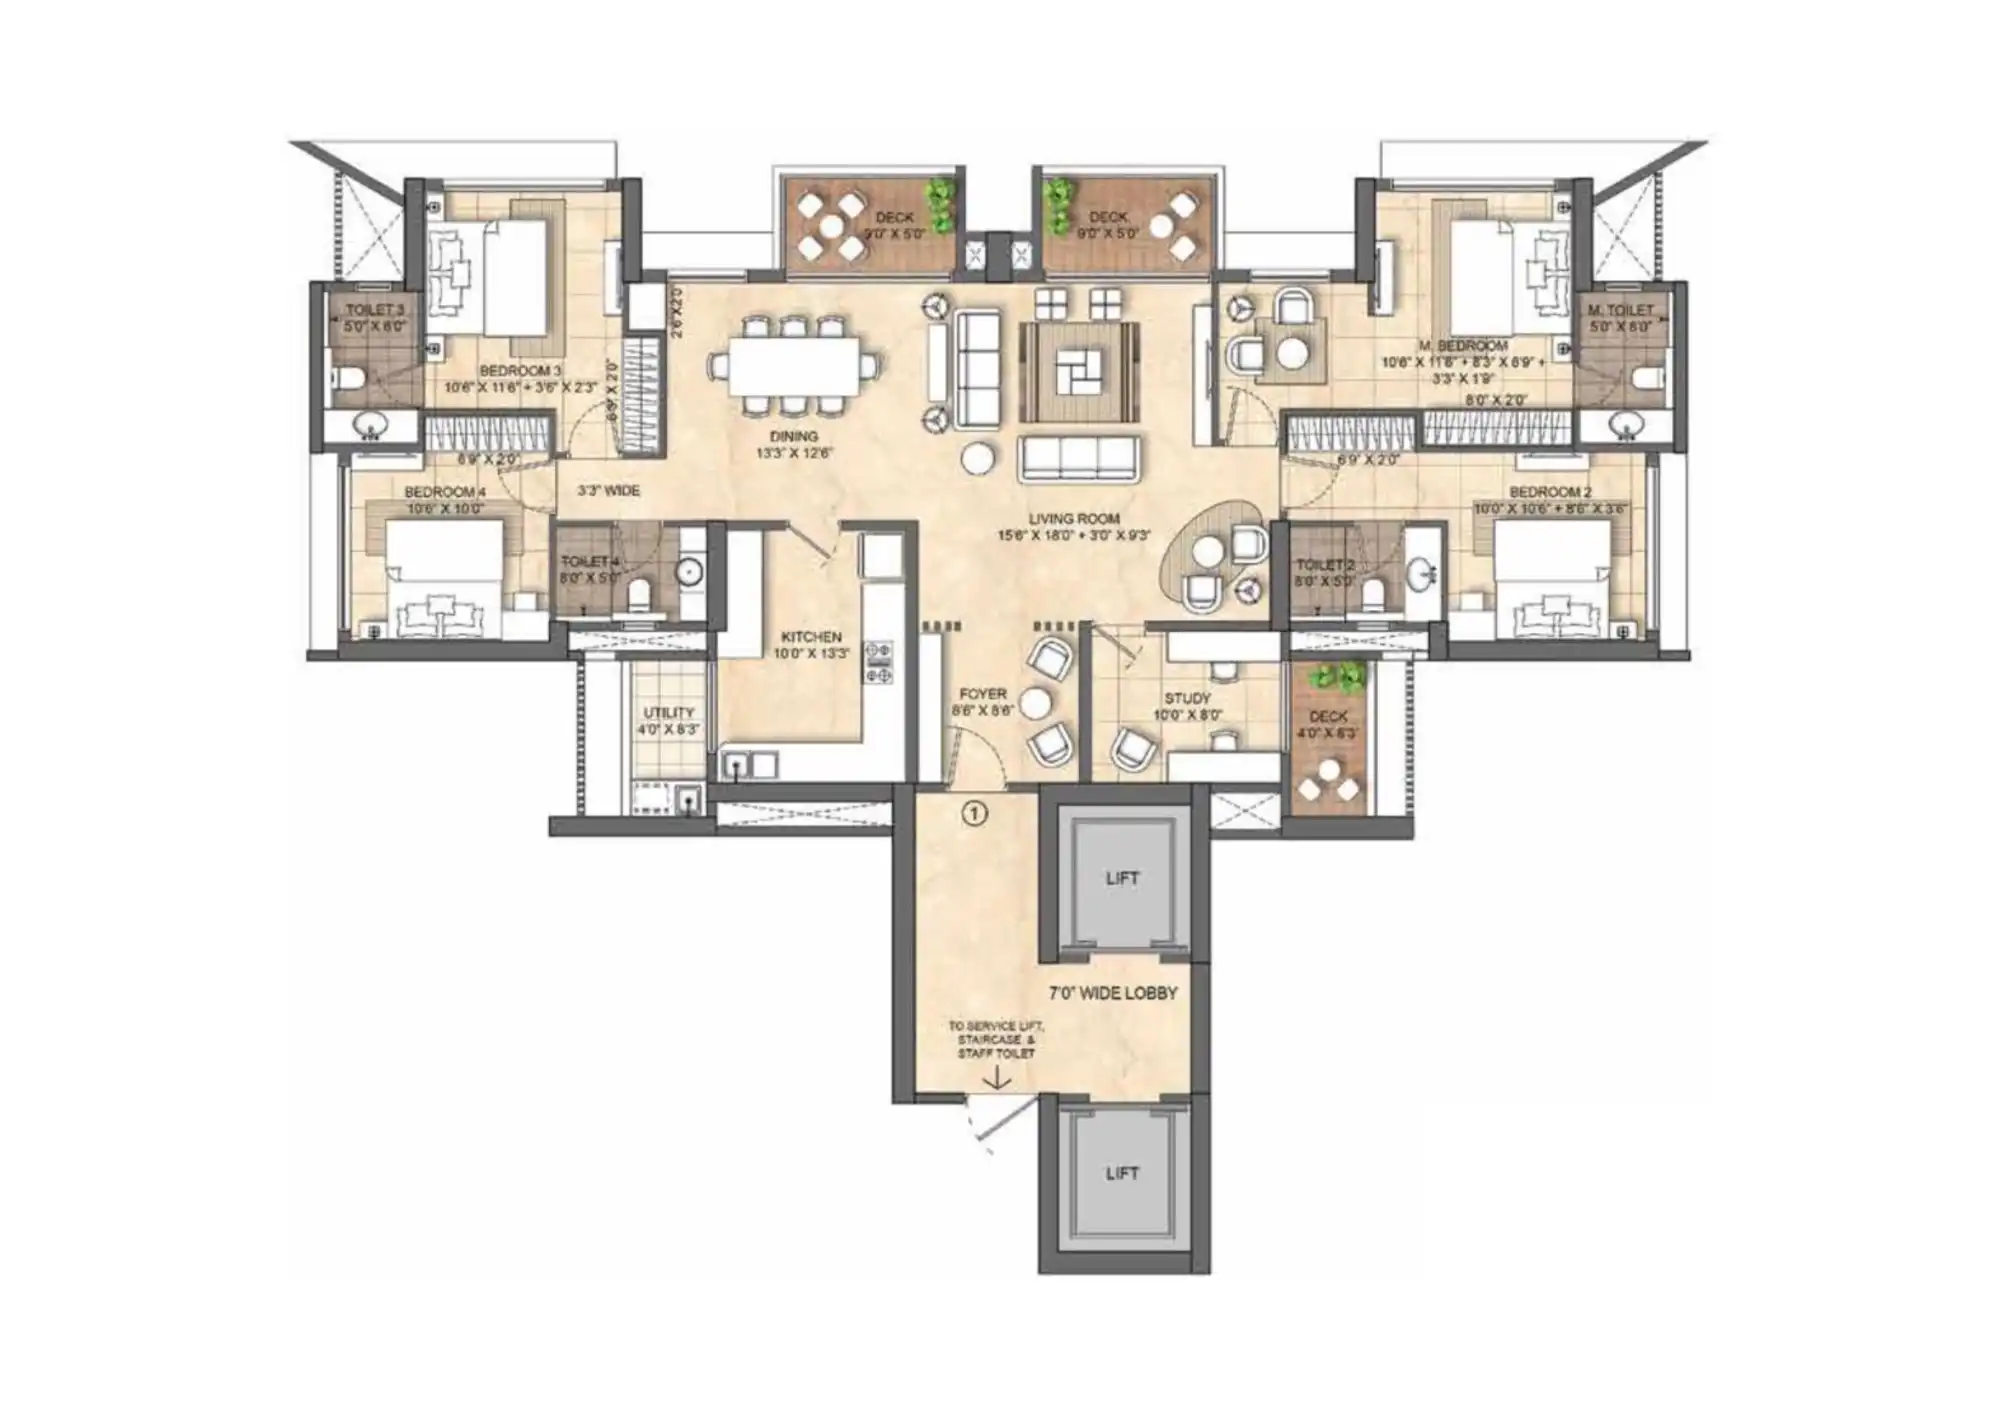 DECK
9'0" X 5'0"
DECK
9'0" X 5'0"
TOILET 3
5'0" X 8'0"
2'6"X2'0"
M. TOILET
5'0" X 8'0"
BEDROOM 3
10'6" X 11'6" + 3'6" X 2'3"
M. BEDROOM
10'6" X 11'6" + 8'3" X 6'9" +
3'3" X 1'9"
8'0" X 2'0"
DINING
13'3" X 12'6"
6'9" X 2'0"
6'9" X 2'0"
BEDROOM 4
10'6" X 10'0"
3'3" WIDE
BEDROOM 2
10'0" X 10'6" + 8'6" X 3'6"
LIVING ROOM
15'6" X 18'0" + 3'0" X 9'3"
TOILET 4
8'0" X 5'0"
TOILET 2
8'0" X 5'0"
KITCHEN
10'0" X 13'3"
FOYER
8'6" X 8'6"
STUDY
10'0" X 8'0"
UTILITY
4'0" X 8'3"
DECK
4'0" X 8'3"
1
LIFT
7'0" WIDE LOBBY
TO SERVICE LIFT,
STAIRCASE &
STAFF TOILET
LIFT